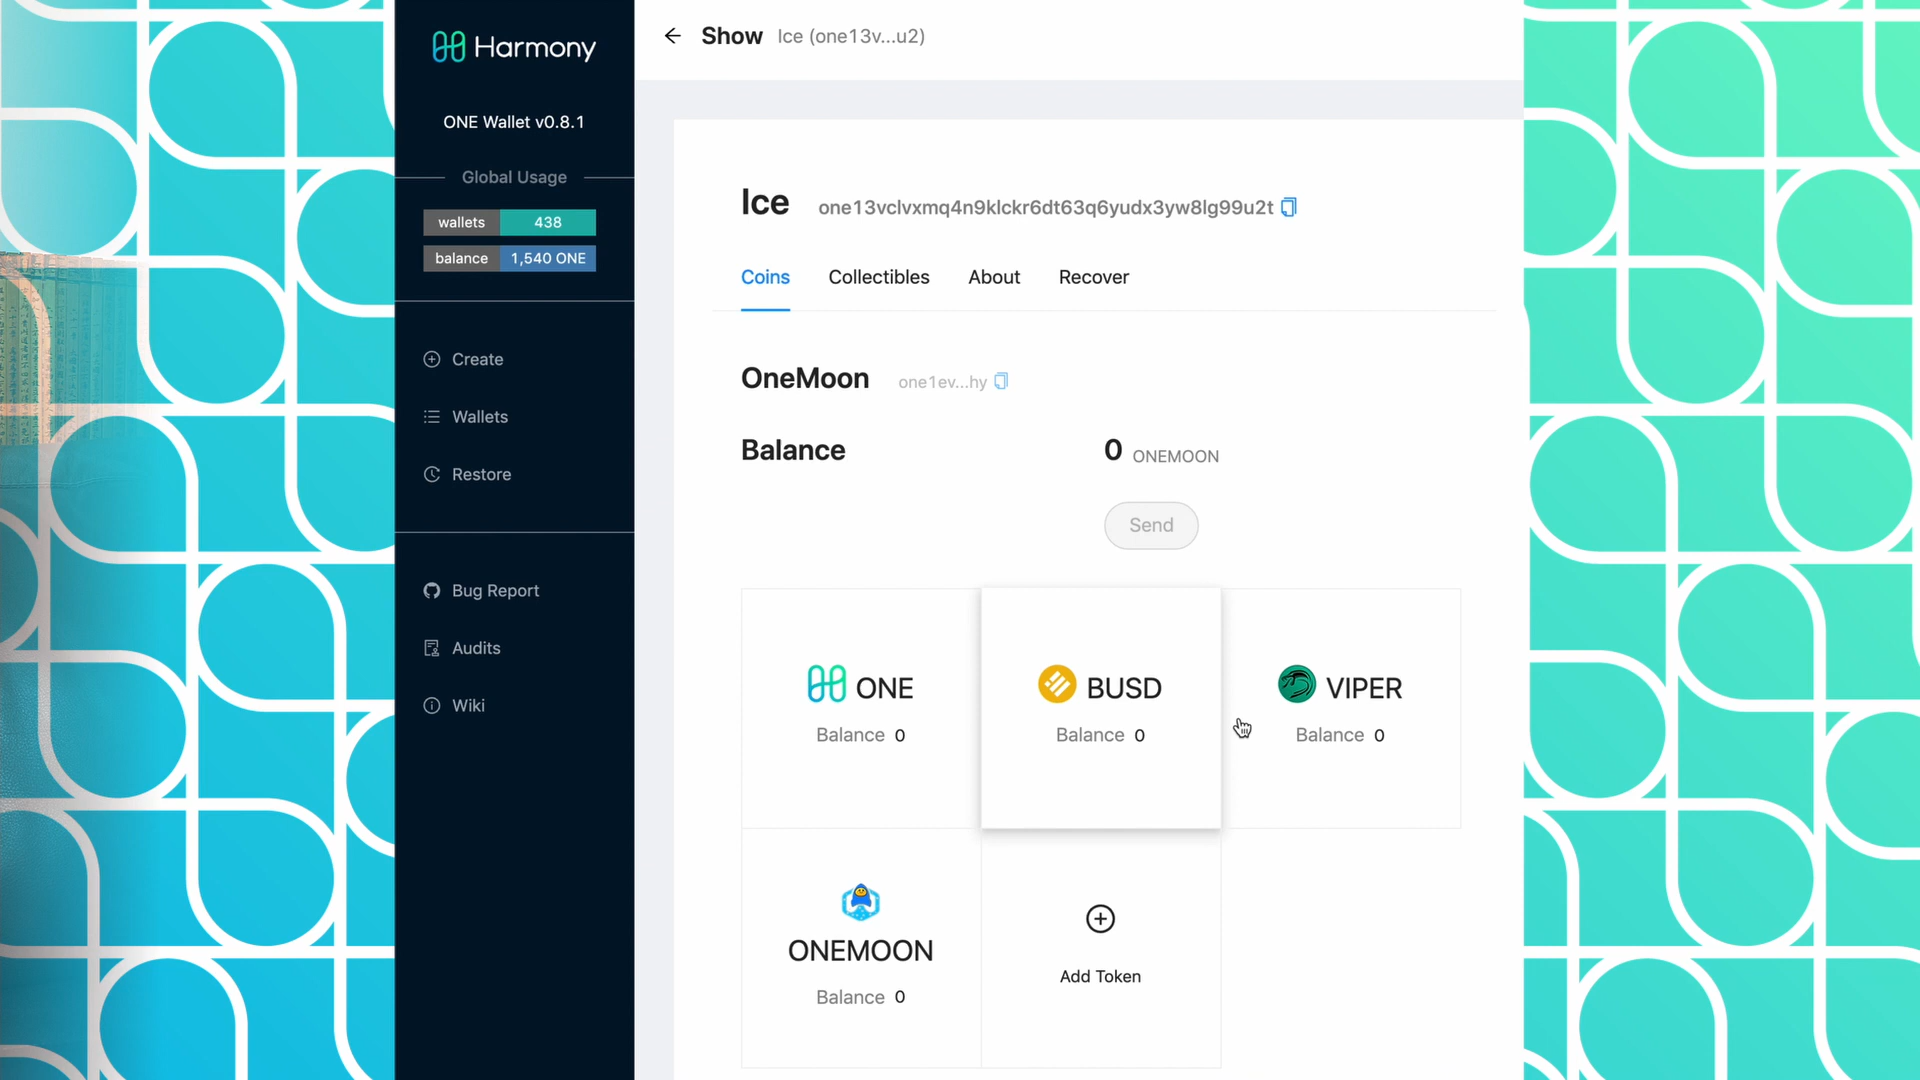 Harmony
ONE Wallet v0.8.1
Global Usage
wallets 438
balance 1,540 ONE
Create
Wallets
Restore
Bug Report
Audits
Wiki
Show Ice (one13v...u2)
Ice one13vclvxmq4n9klckr6dt63q6yudx3yw8lg99u2t
Coins Collectibles About Recover
OneMoon one1ev...hy
Balance 0 ONEMOON
Send
ONE
Balance 0
BUSD
Balance 0
VIPER
Balance 0
ONEMOON
Balance 0
Add Token